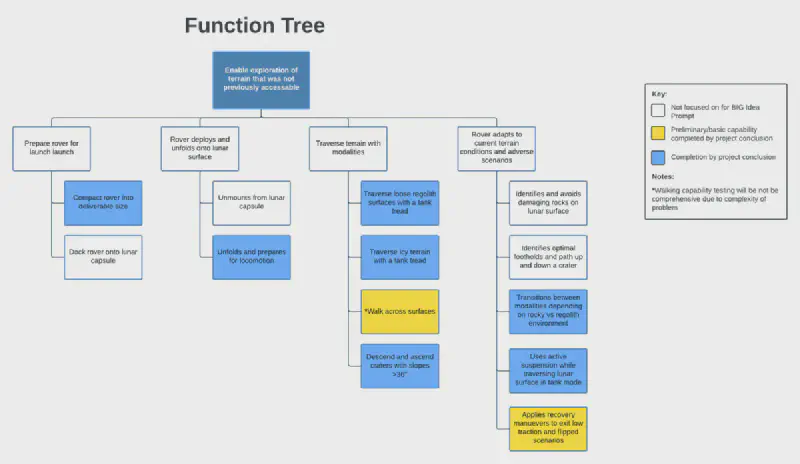 Function Tree
Enable exploration of
terrain that was not
previously accessable
Prepare rover for
launch launch
Rover deploys and
unfolds onto lunar
surface
Traverse terrain with
modalities
Rover adapts to
current terrain
conditions and adverse
scenarios
Compact rover into
deliverable size
Dock rover onto lunar
capsule
Unmounts from lunar
capsule
Unfolds and prepares
for locomotion
Traverse loose regolith
surfaces with a tank
tread
Traverse icy terrain
with a tank tread
*Walk across surfaces
Descend and ascend
craters with slopes
Identifies and avoids
damaging rocks on
lunar surface
Identifies optimal
footholds and path up
and down a crater
Transitions between
modalities depending
on rocky vs regolith
environment
Uses active
suspension while
traversing lunar
surface in tank mode
Applies recovery
manuevers to exit low
traction and flipped
scenarios
Key:
Not focused on for BIG Idea
Prompt
Preliminary/basic capability
completed by project conclusion
Completion by project conclusion
Notes:
*Walking capability testing will be not be
comprehensive due to complexity of
problem